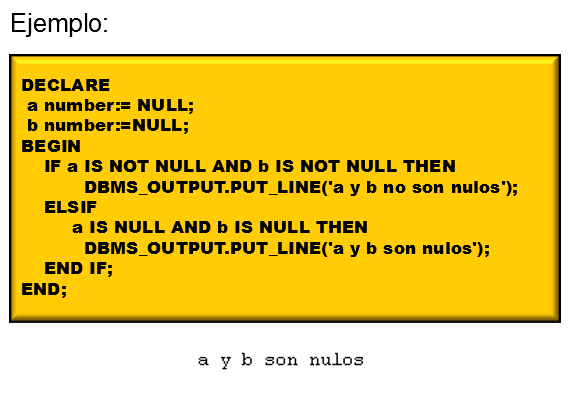 Ejemplo:
DECLARE
a number:= NULL;
b number:=NULL;
BEGIN
IF a IS NOT NULL AND b IS NOT NULL THEN
DBMS_OUTPUT.PUT_LINE('a y b no son nulos');
ELSIF
a IS NULL AND b IS NULL THEN
DBMS_OUTPUT.PUT_LINE('a y b son nulos');
END IF;
END;
a y b son nulos